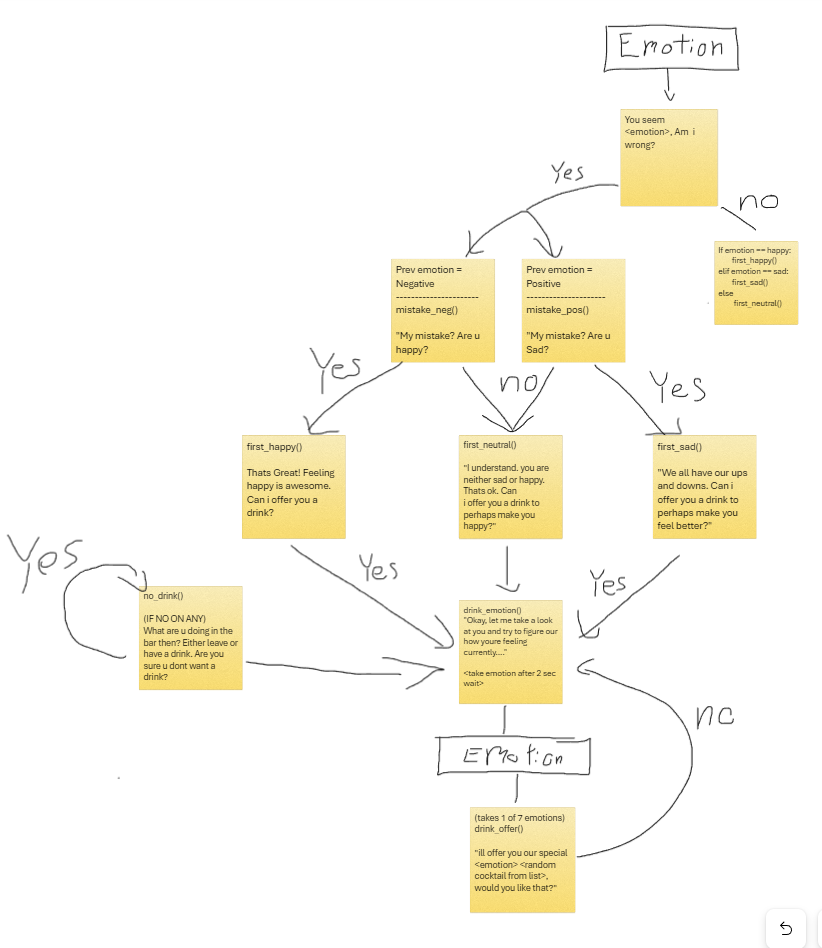 Emotion
You seem
<emotion>, Am i
wrong?
Yes
no
If emotion == happy:
first_happy()
elif emotion == sad:
first_sad()
else
first_neutral()
Prev emotion =
Negative
----------------------
mistake_neg()
"My mistake? Are u
happy?
Prev emotion =
Positive
---------------------
mistake_pos()
"My mistake? Are u
Sad?
Yes
no
Yes
first_happy()
Thats Great! Feeling
happy is awesome.
Can i offer you a
drink?
first_neutral()
"I understand. you are
neither sad or happy.
Thats ok. Can
i offer you a drink to
perhaps make you
happy?"
first_sad()
"We all have our ups
and downs. Can i
offer you a drink to
perhaps make you
feel better?"
Yes
Yes
Yes
no_drink()
(IF NO ON ANY)
What are u doing in the
bar then? Either leave or
have a drink. Are you
sure u dont want a
drink?
drink_emotion()
"Okay, let me take a look
at you and try to figure our
how youre feeling
currently...."
<take emotion after 2 sec
wait>
Emotion
no
(takes 1 of 7 emotions)
drink_offer()
"ill offer you our special
<emotion> <random
cocktail from list>,
would you like that?"